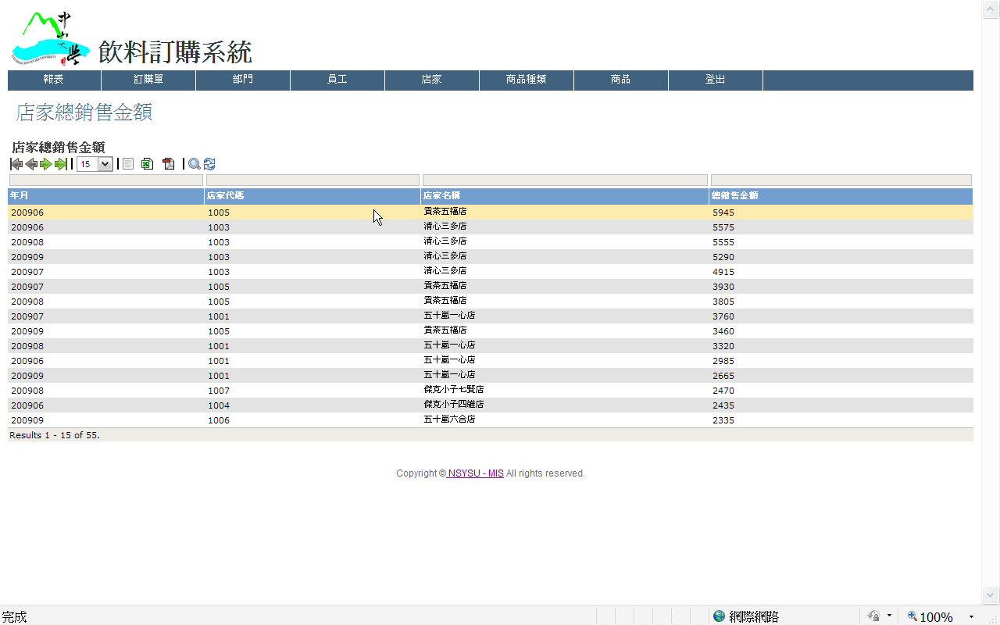 中山大學
NATIONAL SUN YAT-SEN UNIVERSITY
飲料訂購系統
報表 訂購單 部門 員工 店家 商品種類 商品 登出
店家總銷售金額
店家總銷售金額
15
年月 店家代碼 店家名稱 總銷售金額
200906 1005 貢茶五福店 5945
200906 1003 清心三多店 5575
200908 1003 清心三多店 5555
200909 1003 清心三多店 5290
200907 1003 清心三多店 4915
200907 1005 貢茶五福店 3930
200908 1005 貢茶五福店 3805
200907 1001 五十嵐一心店 3760
200909 1005 貢茶五福店 3460
200908 1001 五十嵐一心店 3320
200906 1001 五十嵐一心店 2985
200909 1001 五十嵐一心店 2665
200908 1007 傑克小子七賢店 2470
200906 1004 傑克小子四維店 2435
200909 1006 五十嵐六合店 2335
Results 1 - 15 of 55.
Copyright © NSYSU - MIS All rights reserved.
完成 網際網路 100%